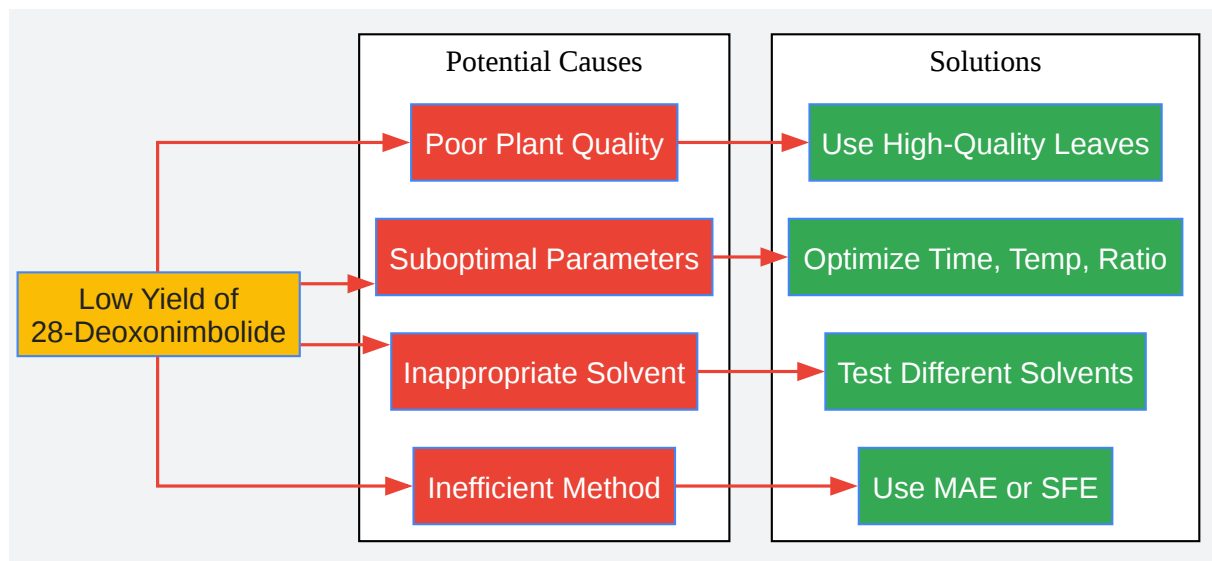 Low Yield of
28-Deoxonimbolide
Potential Causes
Poor Plant Quality
Suboptimal Parameters
Inappropriate Solvent
Inefficient Method
Solutions
Use High-Quality Leaves
Optimize Time, Temp, Ratio
Test Different Solvents
Use MAE or SFE